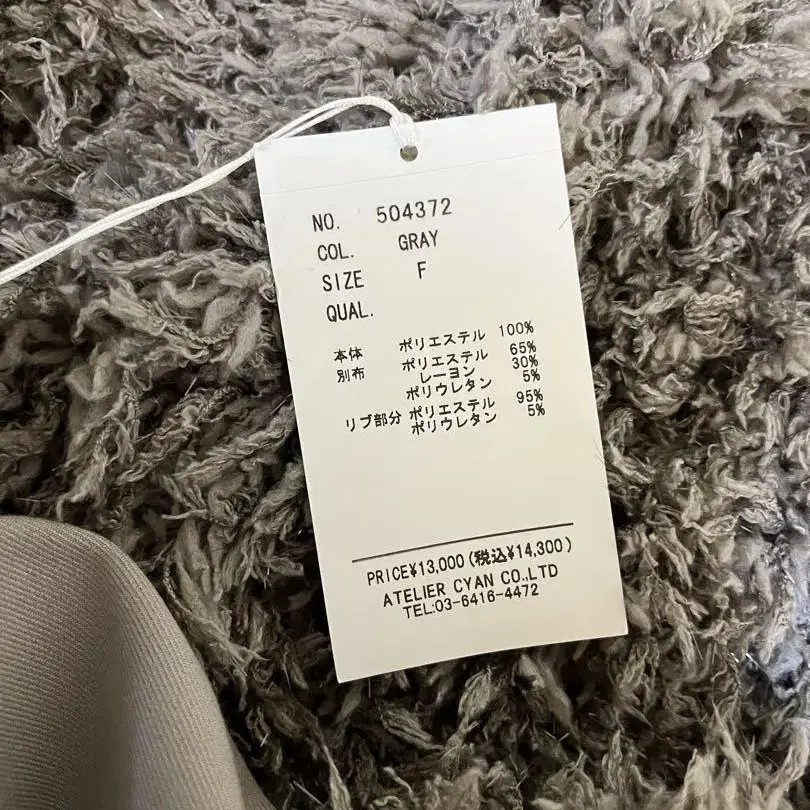 NO. 504372
COL. GRAY
SIZE F
QUAL.
本体 ポリエステル 100%
別布 ポリエステル 65%
レーヨン 30%
ポリウレタン 5%
リブ部分 ポリエステル 95%
ポリウレタン 5%
PRICE¥13,000(税込¥14,300)
ATELIER CYAN CO.,LTD
TEL:03-6416-4472